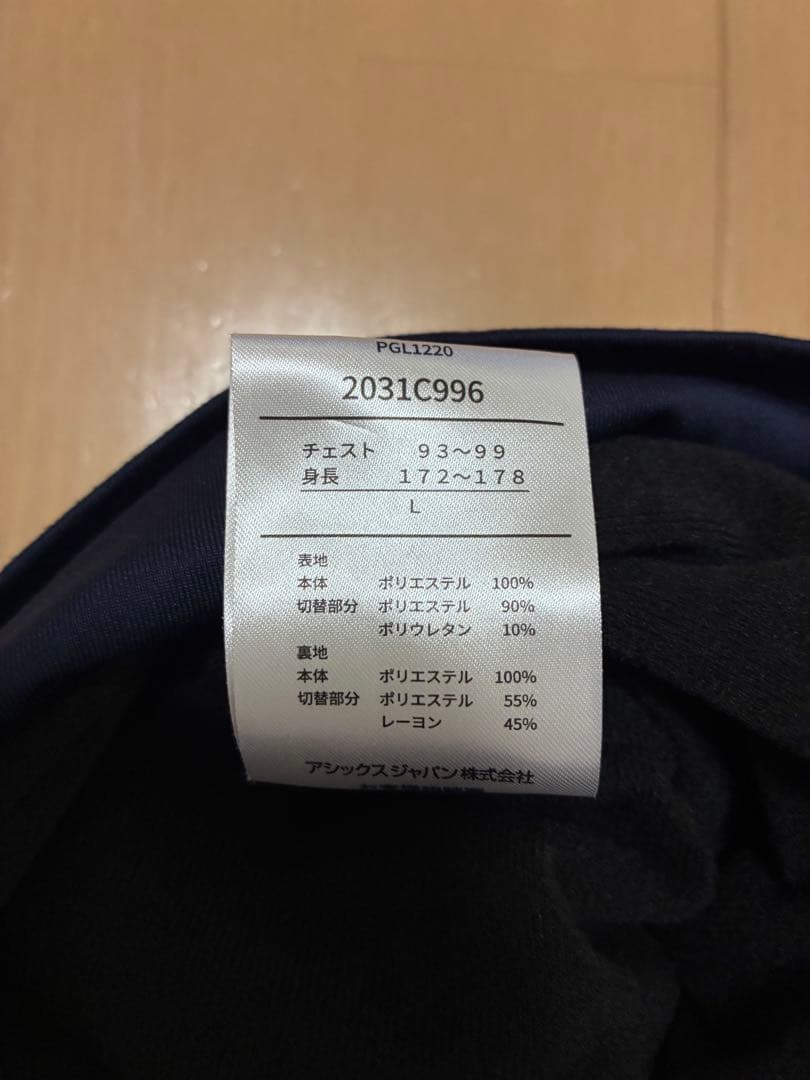 PGL1220
2031C996
チェスト ９３～９９
身長 １７２～１７８
Ｌ
表地
本体 ポリエステル 100%
切替部分 ポリエステル 90%
ポリウレタン 10%
裏地
本体 ポリエステル 100%
切替部分 ポリエステル 55%
レーヨン 45%
アシックスジャパン株式会社